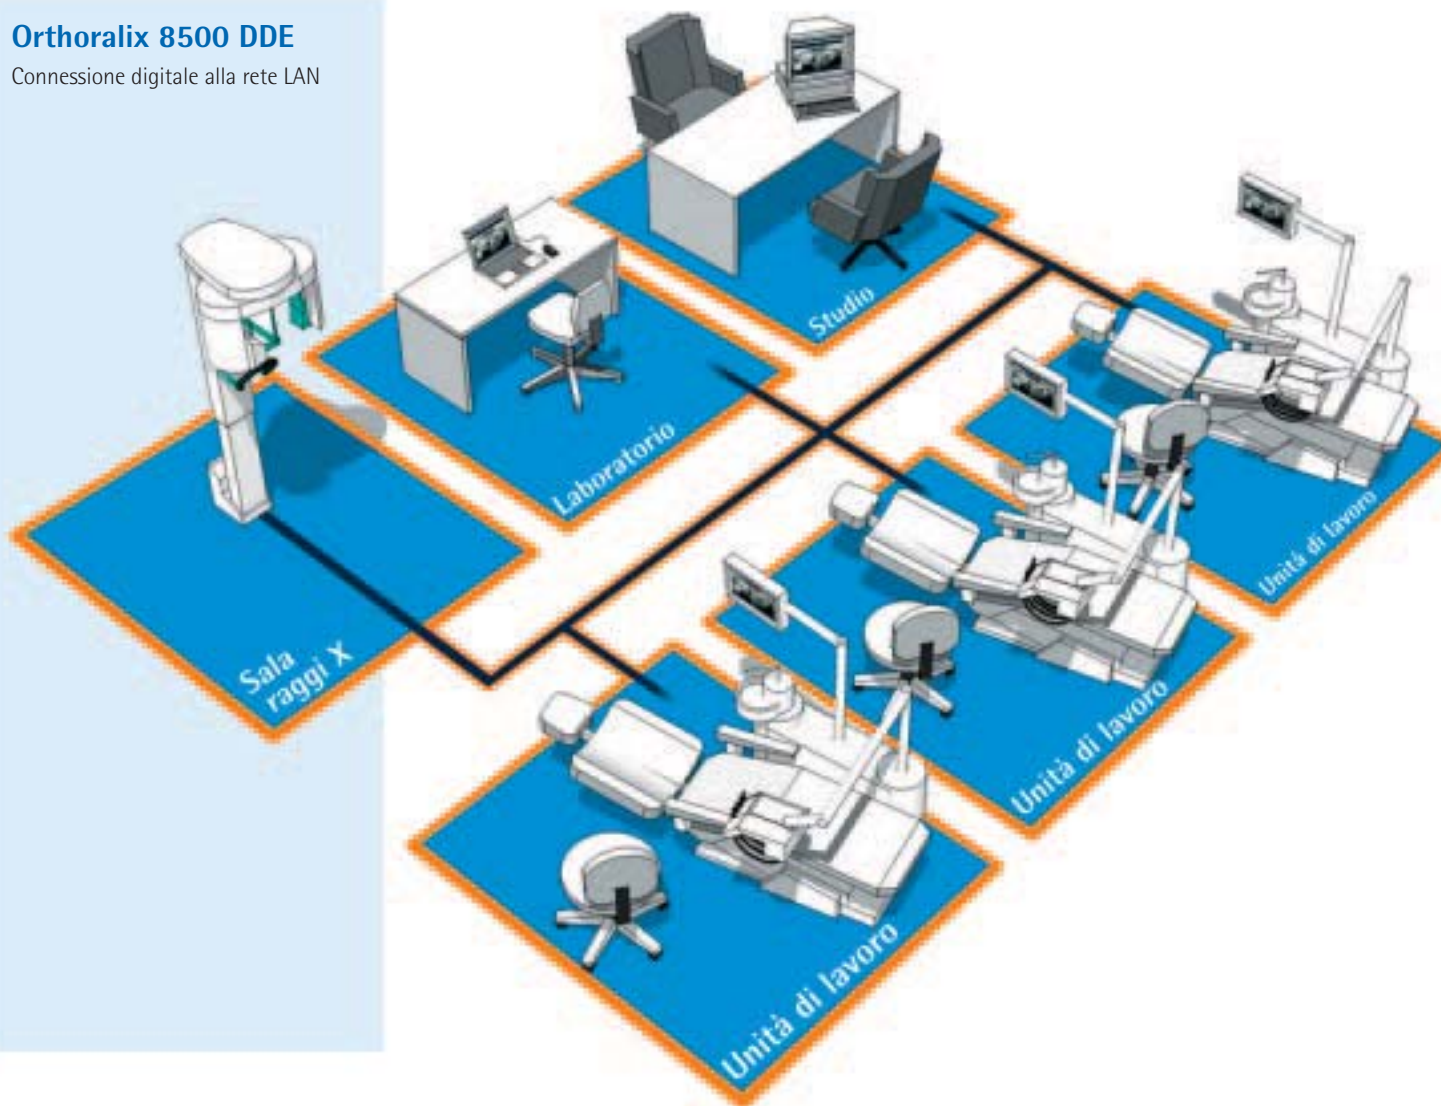 Orthoralix 8500 DDE
Connessione digitale alla rete LAN
Studio
Laboratorio
Sala
raggi X
Unità di lavoro
Unità di lavoro
Unità di lavoro